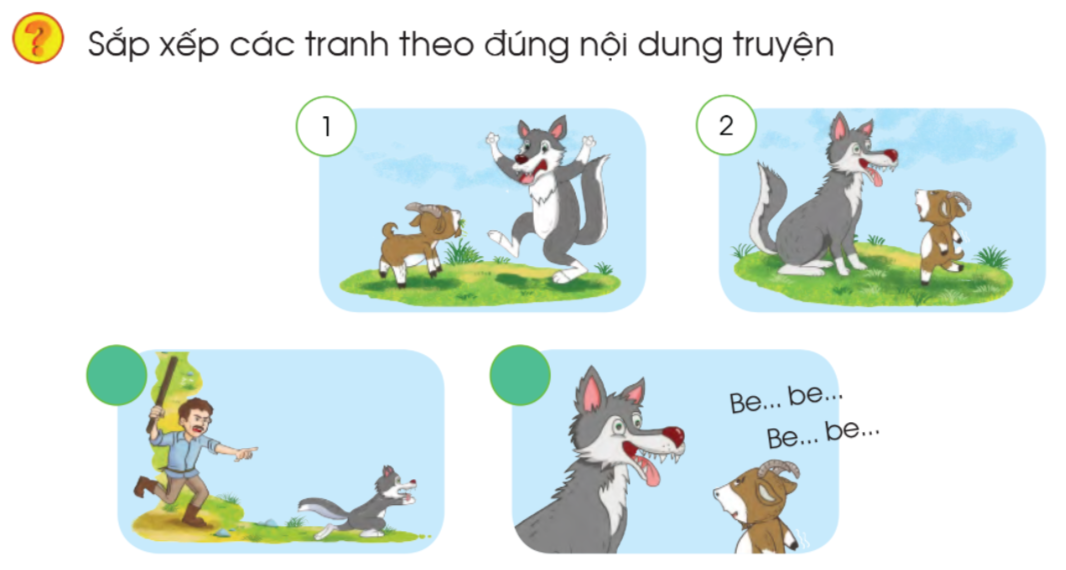 ?
Sắp xếp các tranh theo đúng nội dung truyện
1
2
Be... be...
Be... be...